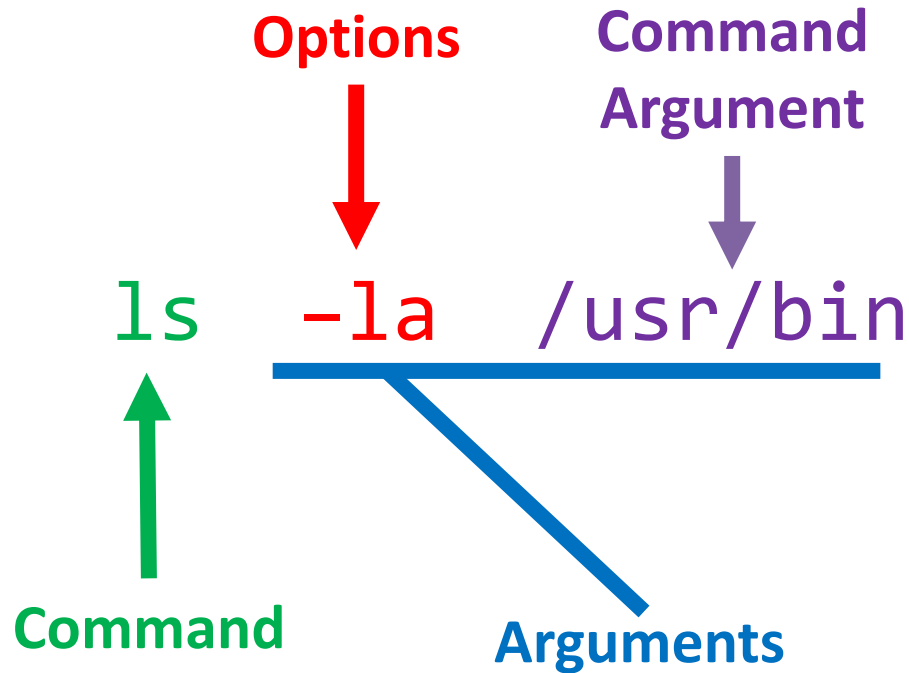 Options
Command
Argument
ls –la /usr/bin
Command
Arguments